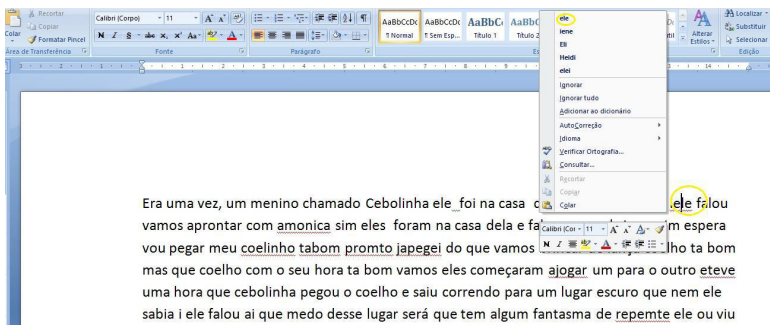 Recortar
Copiar
Colar
Formatar Pincel
Área de Transferência
Calibri (Corpo) 11
Fonte
Parágrafo
AaBbCcDc AaBbCcDc AaBbC AaBb
¶ Normal ¶ Sem Esp... Título 1 Título 2
Alterar
Estilos
Localizar
Substituir
Selecionar
Edição
ele
iene
Eli
Heidi
elei
Ignorar
Ignorar tudo
Adicionar ao dicionário
AutoCorreção
Idioma
Verificar Ortografia...
Consultar...
Recortar
Copiar
Colar
Calibri (Cor 11
Era uma vez, um menino chamado Cebolinha ele foi na casa ele falou
vamos aprontar com amonica sim eles foram na casa dela e espera
vou pegar meu coelinho tabom promto japegei do que vamos ta bom
mas que coelho com o seu hora ta bom vamos eles começaram ajogar um para o outro eteve
uma hora que cebolinha pegou o coelho e saiu correndo para um lugar escuro que nem ele
sabia i ele falou ai que medo desse lugar será que tem algum fantasma de repemte ele ou viu